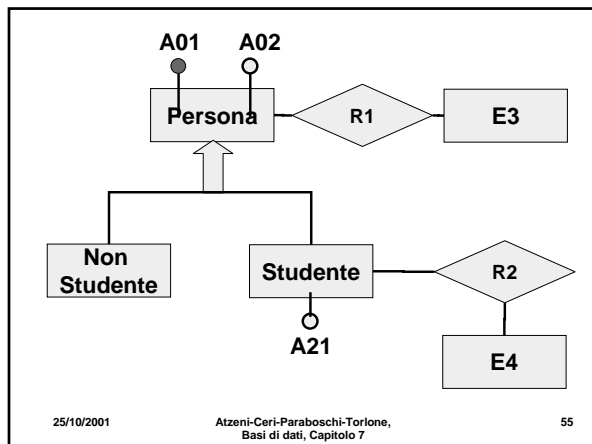 A01 A02
Persona
R1
E3
Non
Studente
Studente
R2
A21
E4
25/10/2001
Atzeni-Ceri-Paraboschi-Torlone,
Basi di dati, Capitolo 7
55